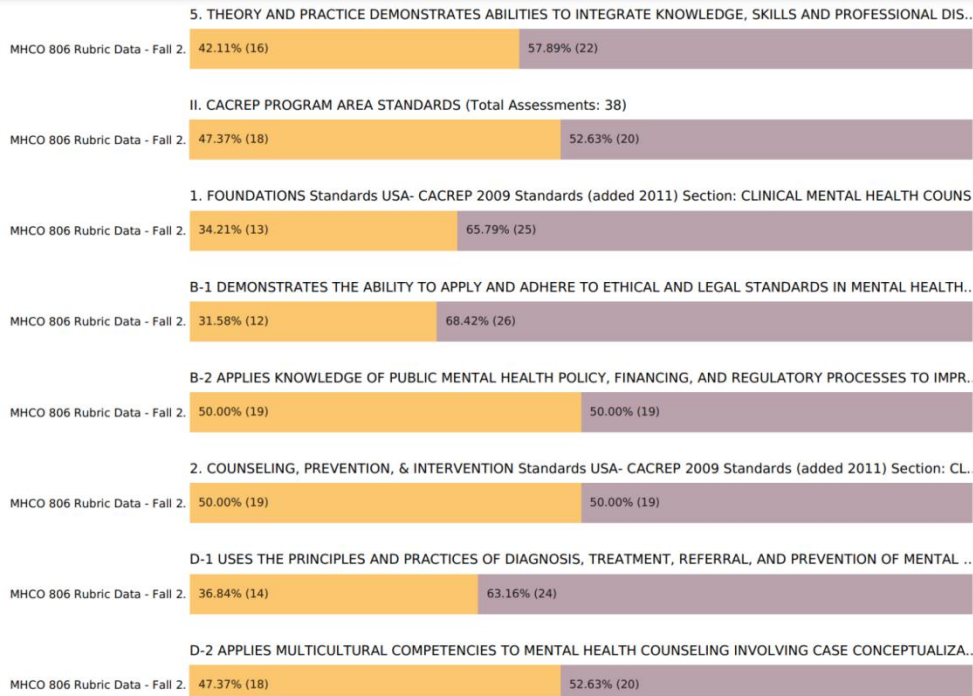 5. THEORY AND PRACTICE DEMONSTRATES ABILITIES TO INTEGRATE KNOWLEDGE, SKILLS AND PROFESSIONAL DIS..
MHCO 806 Rubric Data - Fall 2. 42.11% (16) 57.89% (22)
II. CACREP PROGRAM AREA STANDARDS (Total Assessments: 38)
MHCO 806 Rubric Data - Fall 2. 47.37% (18) 52.63% (20)
1. FOUNDATIONS Standards USA- CACREP 2009 Standards (added 2011) Section: CLINICAL MENTAL HEALTH COUNS
MHCO 806 Rubric Data - Fall 2. 34.21% (13) 65.79% (25)
B-1 DEMONSTRATES THE ABILITY TO APPLY AND ADHERE TO ETHICAL AND LEGAL STANDARDS IN MENTAL HEALTH..
MHCO 806 Rubric Data - Fall 2. 31.58% (12) 68.42% (26)
B-2 APPLIES KNOWLEDGE OF PUBLIC MENTAL HEALTH POLICY, FINANCING, AND REGULATORY PROCESSES TO IMPR..
MHCO 806 Rubric Data - Fall 2. 50.00% (19) 50.00% (19)
2. COUNSELING, PREVENTION, & INTERVENTION Standards USA- CACREP 2009 Standards (added 2011) Section: CL..
MHCO 806 Rubric Data - Fall 2. 50.00% (19) 50.00% (19)
D-1 USES THE PRINCIPLES AND PRACTICES OF DIAGNOSIS, TREATMENT, REFERRAL, AND PREVENTION OF MENTAL ..
MHCO 806 Rubric Data - Fall 2. 36.84% (14) 63.16% (24)
D-2 APPLIES MULTICULTURAL COMPETENCIES TO MENTAL HEALTH COUNSELING INVOLVING CASE CONCEPTUALIZA..
MHCO 806 Rubric Data - Fall 2. 47.37% (18) 52.63% (20)